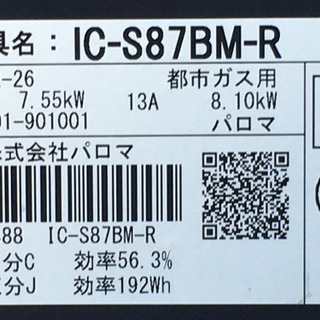 具名：IC-S87BM-R
-26 都市ガス用
7.55kW 13A 8.10kW
01-901001 パロマ
式会社パロマ
88 IC-S87BM-R
分C 効率56.3%
分J 効率192Wh